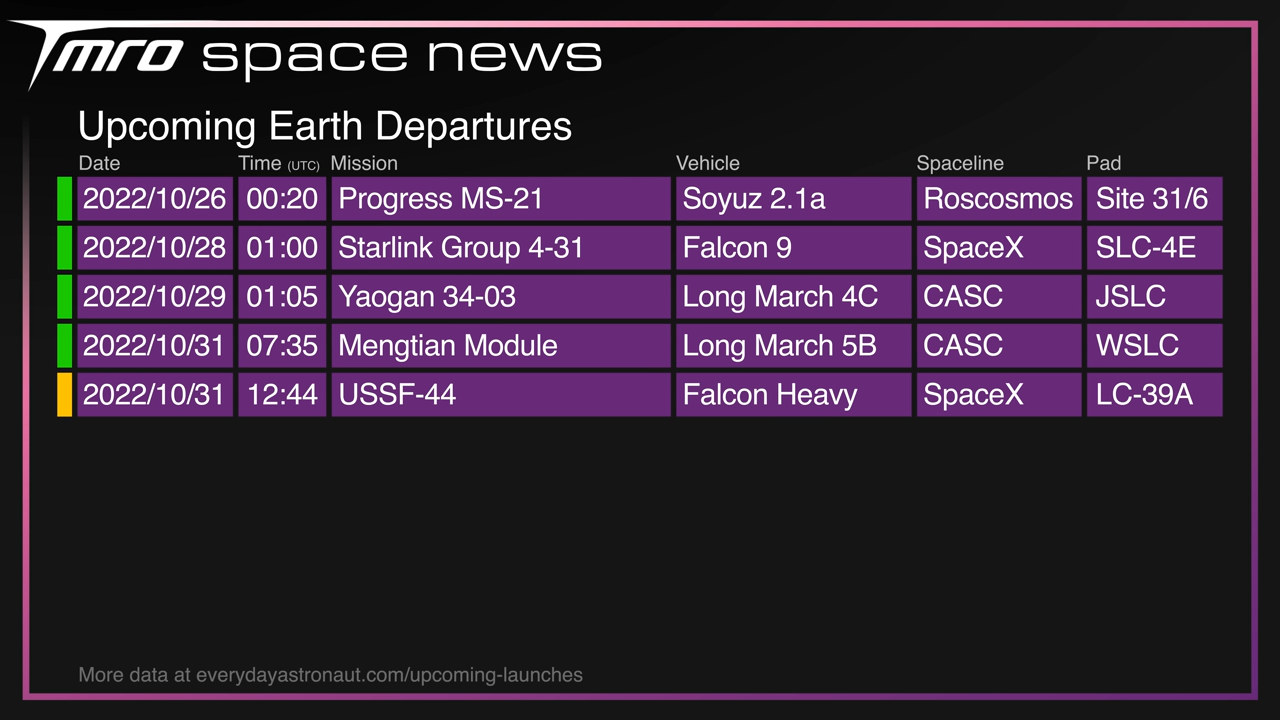 TMRO space news
Upcoming Earth Departures
Date Time (UTC) Mission Vehicle Spaceline Pad
2022/10/26 00:20 Progress MS-21 Soyuz 2.1a Roscosmos Site 31/6
2022/10/28 01:00 Starlink Group 4-31 Falcon 9 SpaceX SLC-4E
2022/10/29 01:05 Yaogan 34-03 Long March 4C CASC JSLC
2022/10/31 07:35 Mengtian Module Long March 5B CASC WSLC
2022/10/31 12:44 USSF-44 Falcon Heavy SpaceX LC-39A
More data at everydayastronaut.com/upcoming-launches